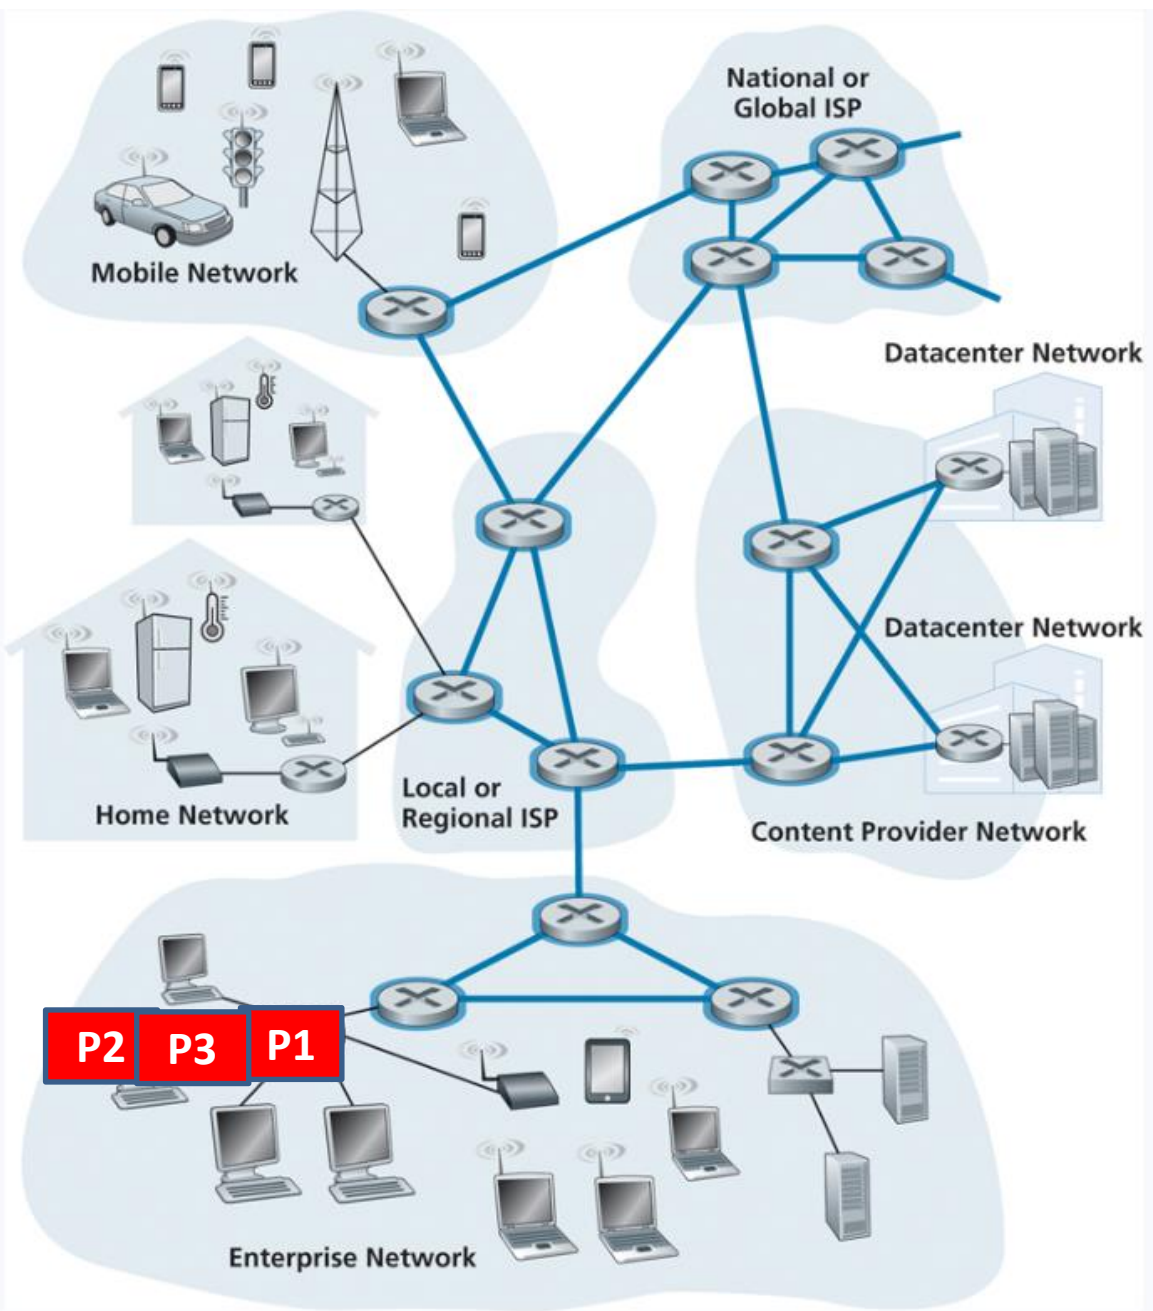 National or
Global ISP
Mobile Network
Datacenter Network
Datacenter Network
Home Network
Local or
Regional ISP
Content Provider Network
P2
P3
P1
Enterprise Network